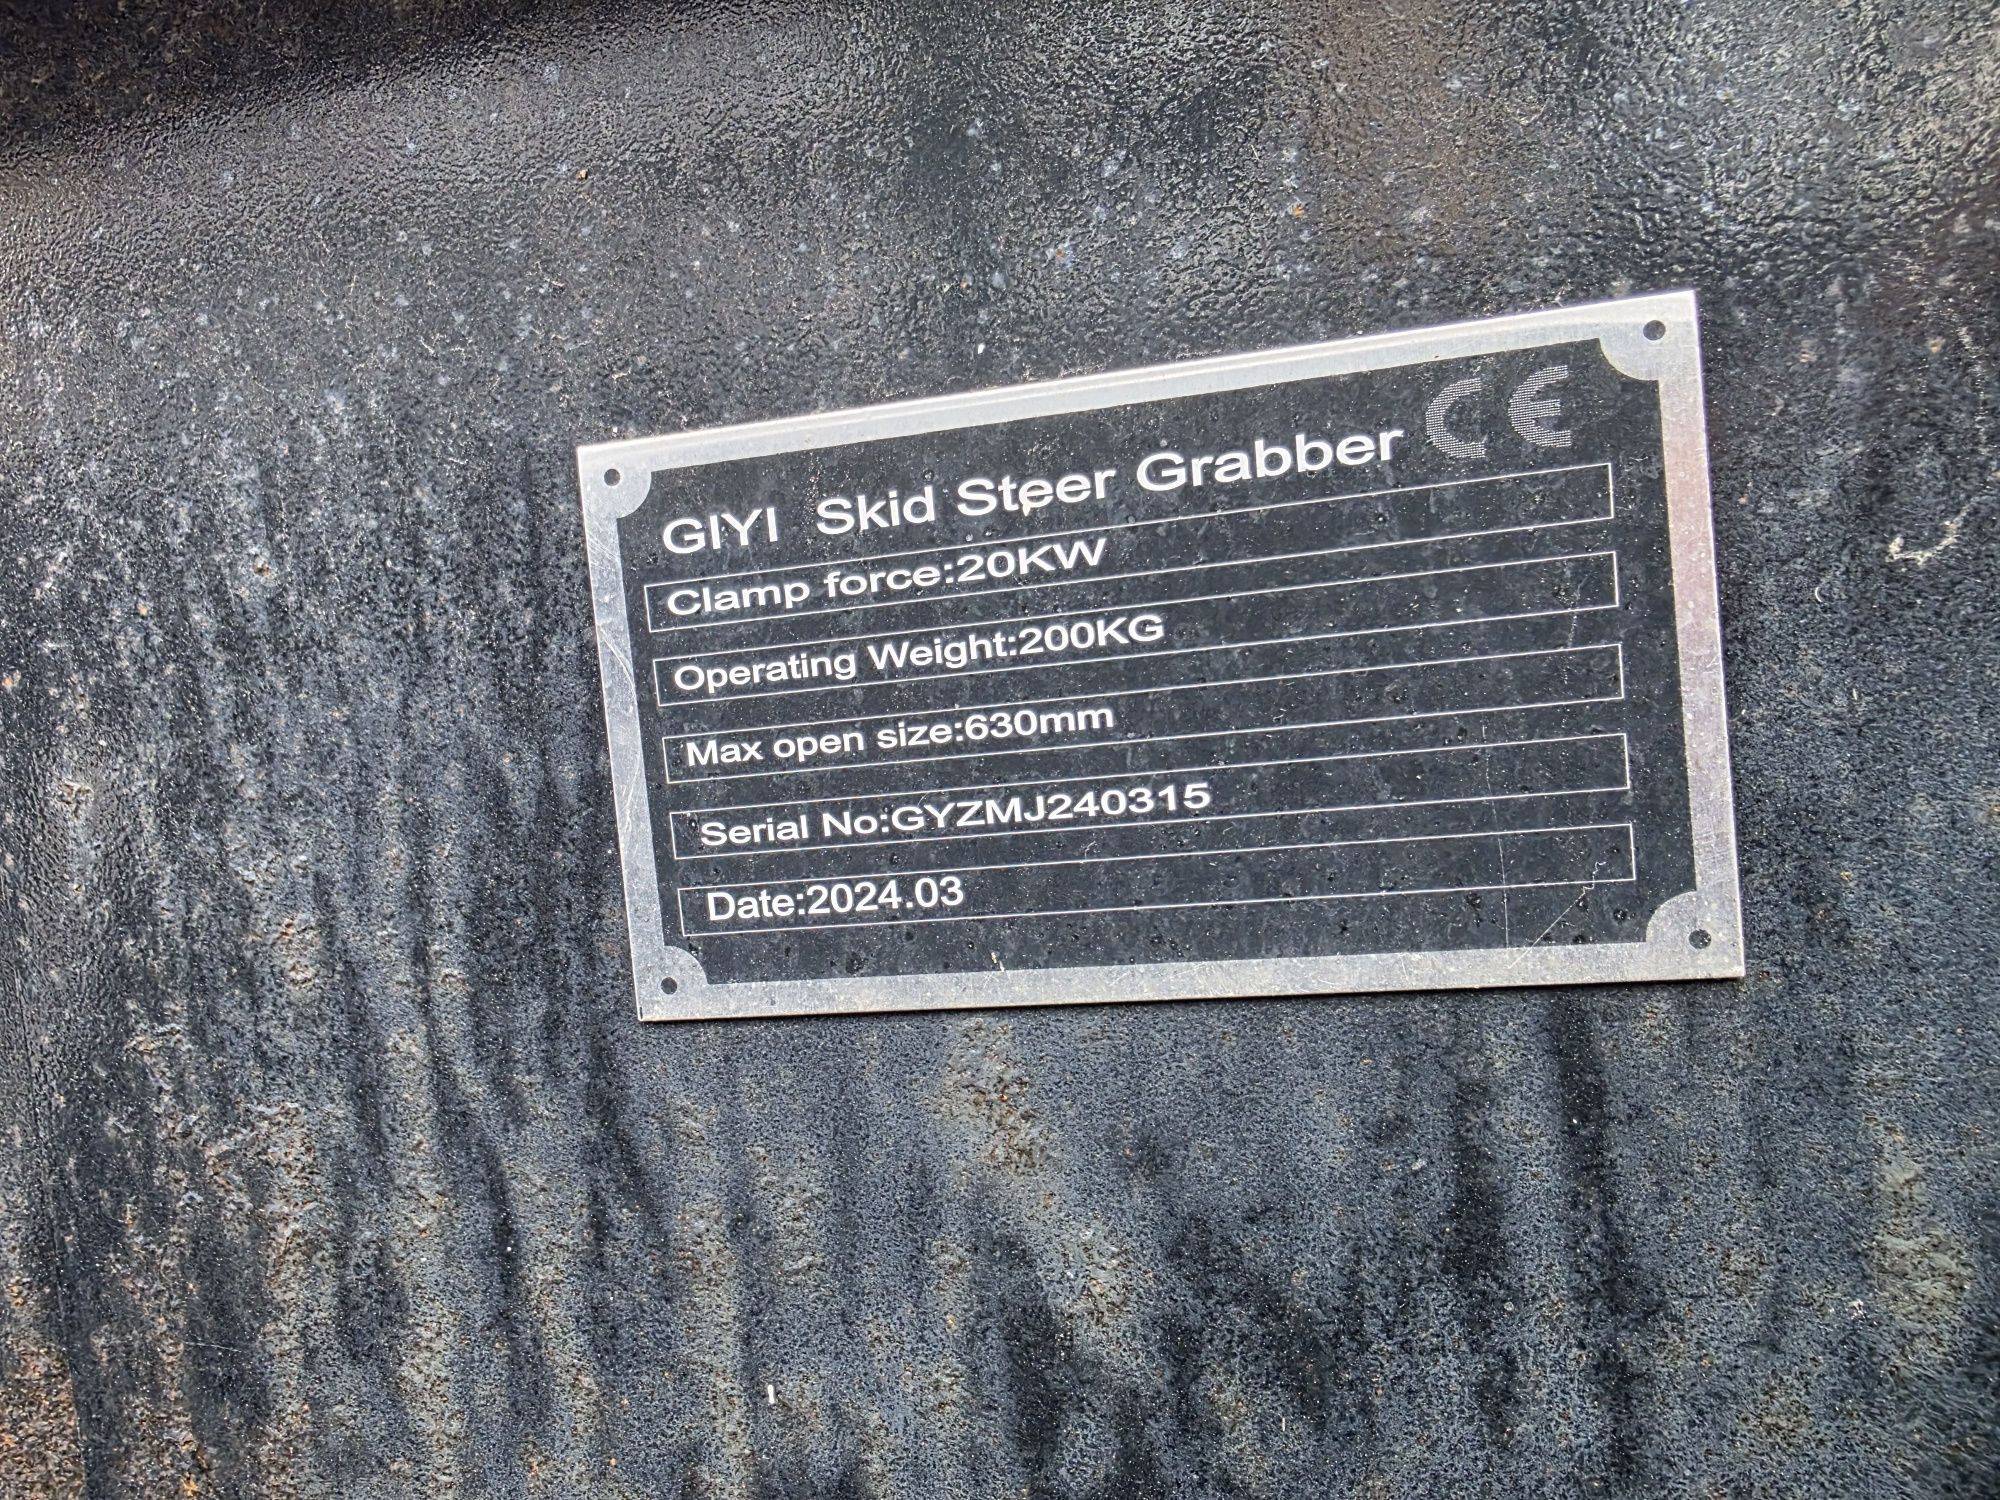 GIYI Skid Steer Grabber CE
Clamp force:20KW
Operating Weight:200KG
Max open size:630mm
Serial No:GYZMJ240315
Date:2024.03